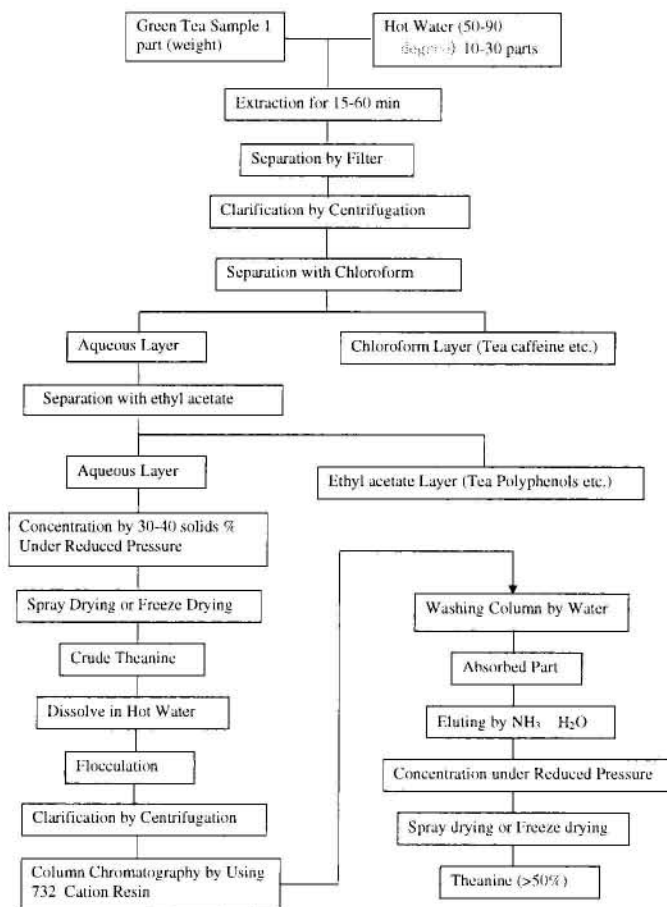 Green Tea Sample 1
part (weight)
Hot Water (50-90
degree) 10-30 parts
Extraction for 15-60 min
Separation by Filter
Clarification by Centrifugation
Separation with Chloroform
Aqueous Layer
Chloroform Layer (Tea caffeine etc.)
Separation with ethyl acetate
Aqueous Layer
Ethyl acetate Layer (Tea Polyphenols etc.)
Concentration by 30-40 solids %
Under Reduced Pressure
Spray Drying or Freeze Drying
Crude Theanine
Dissolve in Hot Water
Flocculation
Clarification by Centrifugation
Column Chromatography by Using
732 Cation Resin
Washing Column by Water
Absorbed Part
Eluting by NH₃ H₂O
Concentration under Reduced Pressure
Spray drying or Freeze drying
Theanine (>50%)